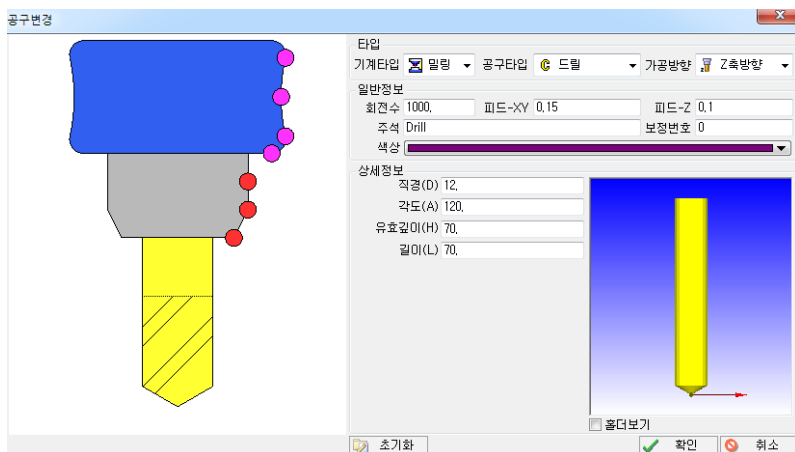 공구변경
타입
기계타입 밀링 공구타입 드릴 가공방향 Z축방향
일반정보
회전수 1000, 피드-XY 0,15 피드-Z 0,1
주석 Drill 보정번호 0
색상
상세정보
직경(D) 12,
각도(A) 120,
유효깊이(H) 70,
길이(L) 70,
홀더보기
초기화 확인 취소